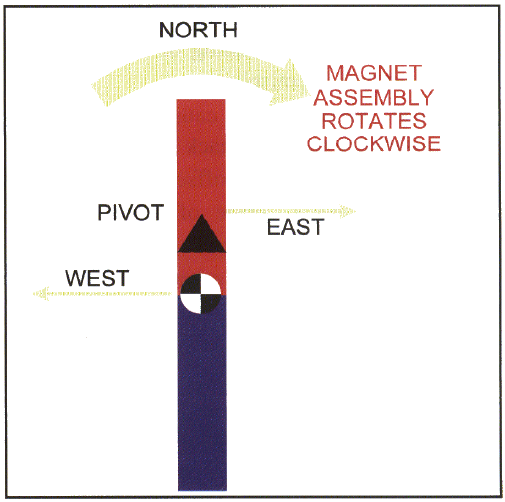 NORTH
MAGNET
ASSEMBLY
ROTATES
CLOCKWISE
PIVOT
EAST
WEST